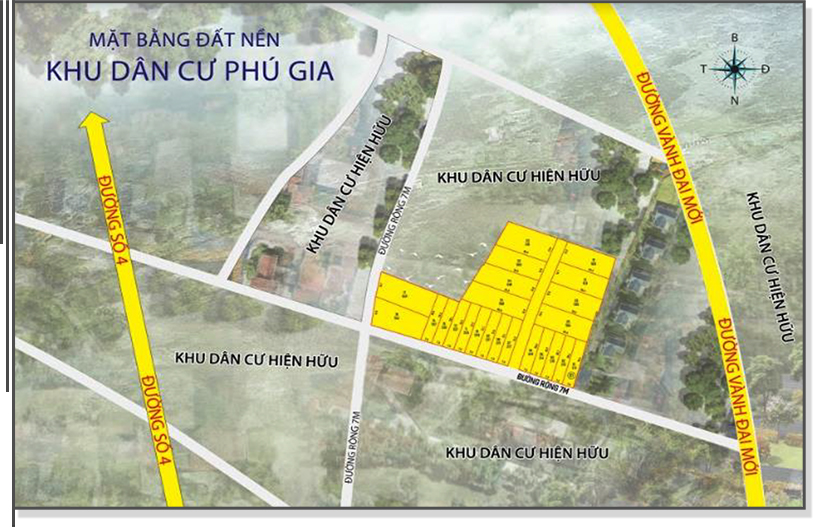 MẶT BẰNG ĐẤT NỀN
KHU DÂN CƯ PHÚ GIA
B
T
Đ
N
ĐƯỜNG VÀNH ĐAI MỚI
KHU DÂN CƯ HIỆN HỮU
KHU DÂN CƯ HIỆN HỮU
ĐƯỜNG SỐ 4
ĐƯỜNG RỘNG 7M
KHU DÂN CƯ HIỆN HỮU
KHU DÂN CƯ HIỆN HỮU
ĐƯỜNG VÀNH ĐAI MỚI
ĐƯỜNG RỘNG 7M
ĐƯỜNG SỐ 4
ĐƯỜNG RỘNG 7M
KHU DÂN CƯ HIỆN HỮU